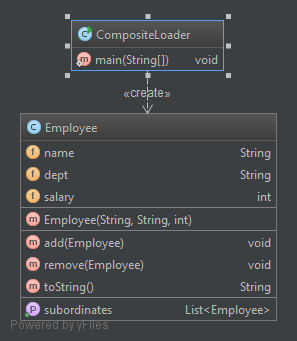 CompositeLoader
main(String[]) void
«create»
Employee
name String
dept String
salary int
Employee(String, String, int)
add(Employee) void
remove(Employee) void
toString() String
subordinates List<Employee>
Powered by yFiles